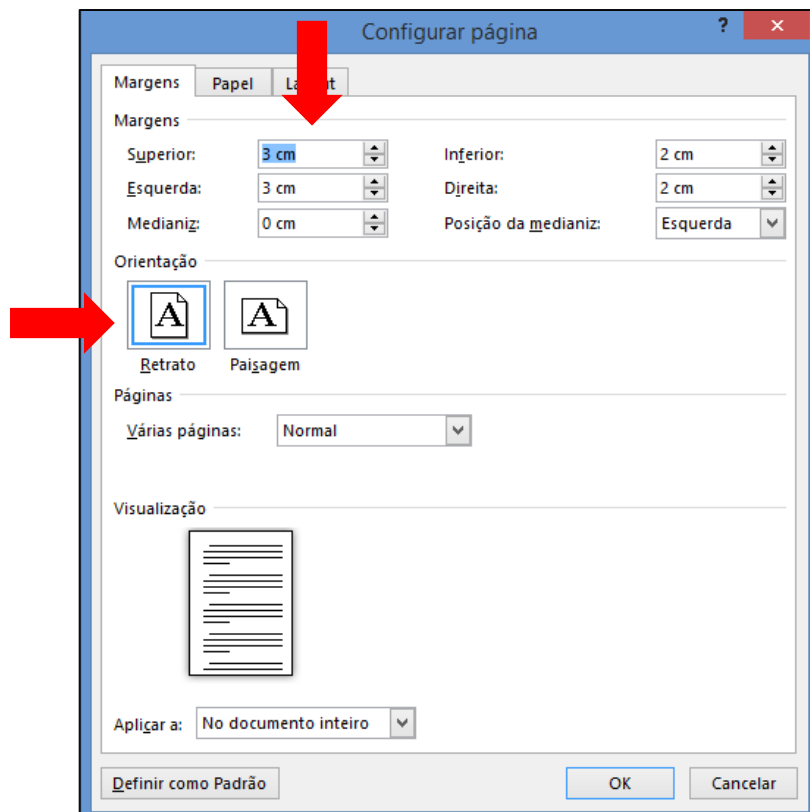 Configurar página ?
Margens Papel
Margens
Superior: 3 cm Inferior: 2 cm
Esquerda: 3 cm Direita: 2 cm
Medianiz: 0 cm Posição da medianiz: Esquerda
Orientação
A A
Retrato Paisagem
Páginas
Várias páginas: Normal
Visualização
Aplicar a: No documento inteiro
Definir como Padrão OK Cancelar